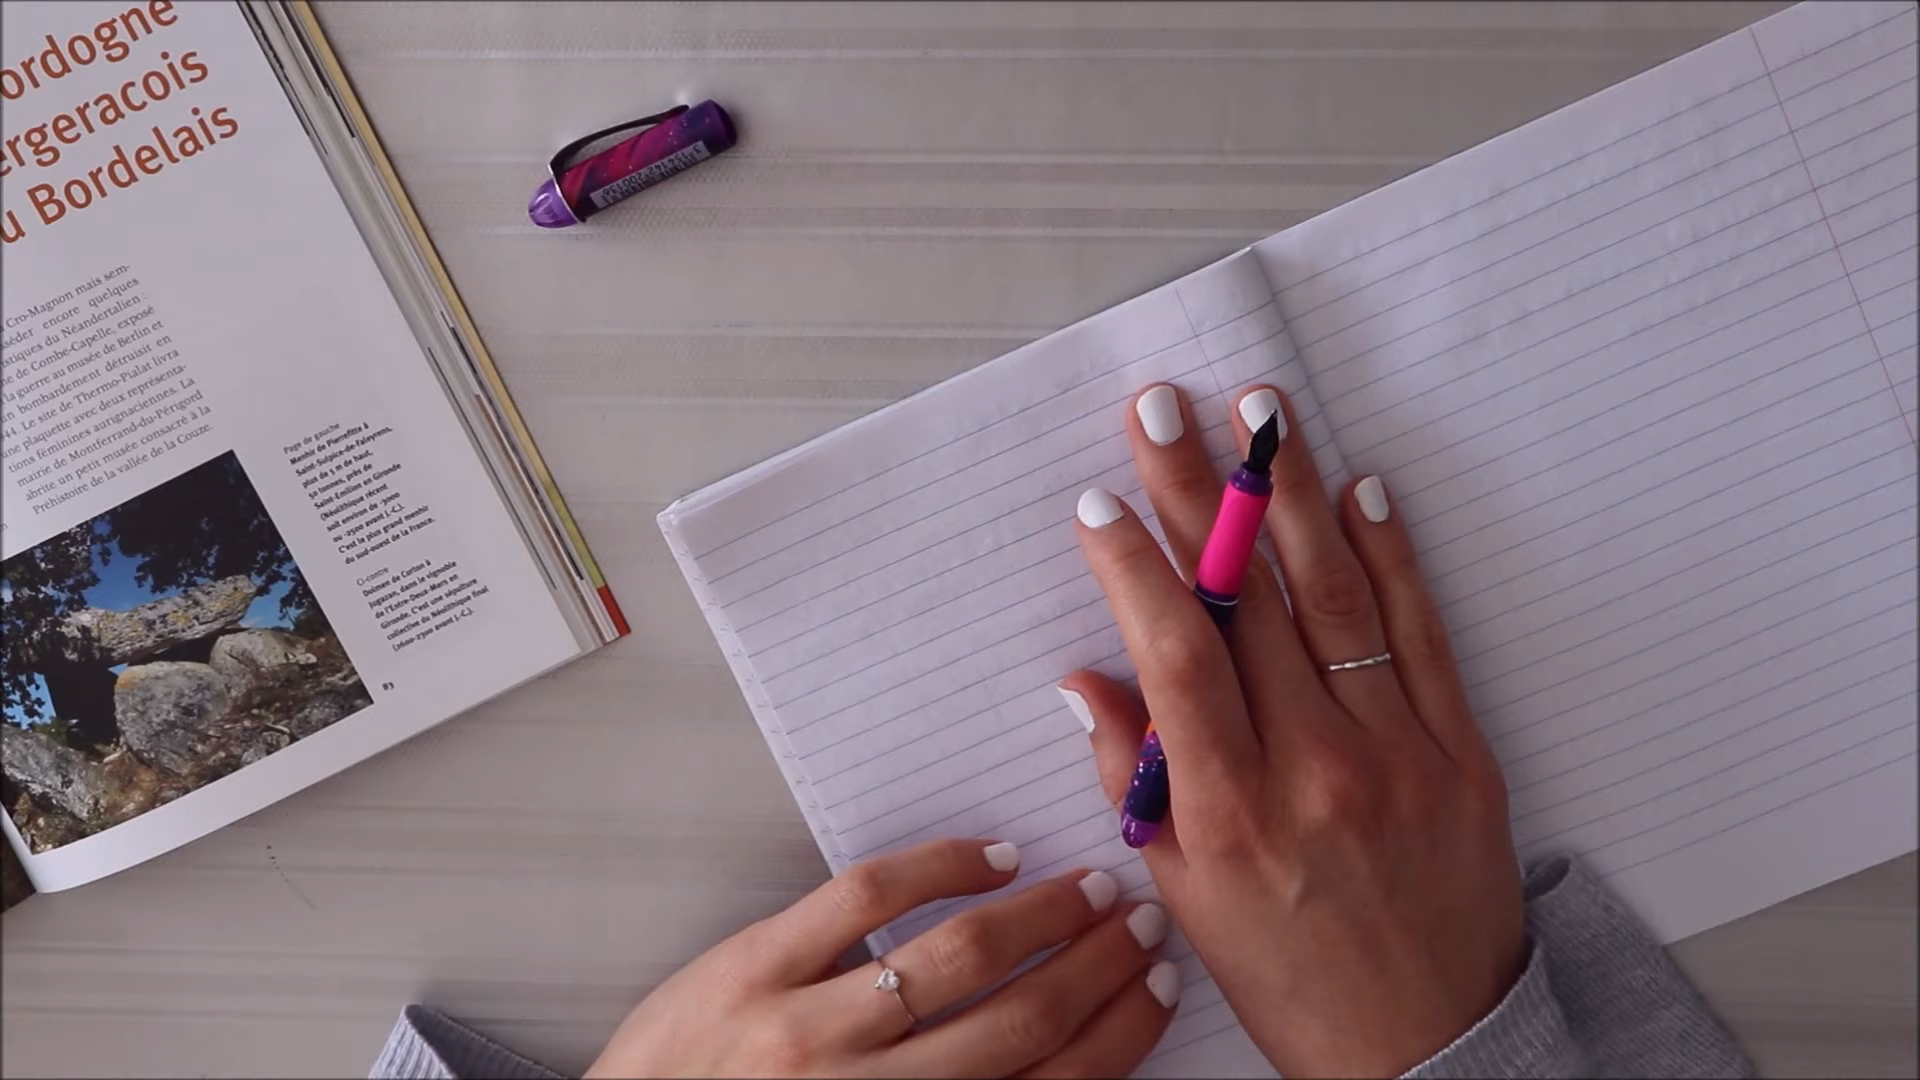 ordogne
ergeracois
u Bordelais
Cro-Magnon mais sem-
séder encore quelques
istiques du Néandertalien :
ne de Combe-Capelle, exposé
la guerre au musée de Berlin et
un bombardement détruisit en
44. Le site de Thermo-Pialat livra
une plaquette avec deux représenta-
tions féminines aurignaciennes. La
mairie de Montferrand-du-Périgord
abrite un petit musée consacré à la
Préhistoire de la vallée de la Couze.
Page de gauche
Menhir de Pierrefitte à
Saint-Sulpice-de-Faleyrens,
plus de 5 m de haut,
50 tonnes, près de
Saint-Emilion en Gironde
(Néolithique récent
soit environ de -3000
ou -2500 avant J.-C.).
C'est le plus grand menhir
du sud-ouest de la France.
Ci-contre
Dolmen de Curton à
Jugazan, dans le vignoble
de l'Entre-Deux-Mers en
Gironde. C'est une sépulture
collective du Néolithique final
(2600-2300 avant J.-C.).
83